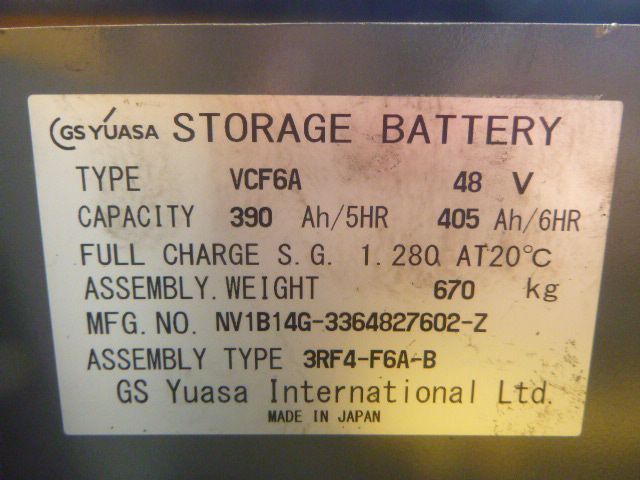 GS YUASA STORAGE BATTERY
TYPE VCF6A 48 V
CAPACITY 390 Ah/5HR 405 Ah/6HR
FULL CHARGE S.G. 1.280 AT20℃
ASSEMBLY.WEIGHT 670 kg
MFG.NO. NV1B14G-3364827602-Z
ASSEMBLY TYPE 3RF4-F6A-B
GS Yuasa International Ltd.
MADE IN JAPAN